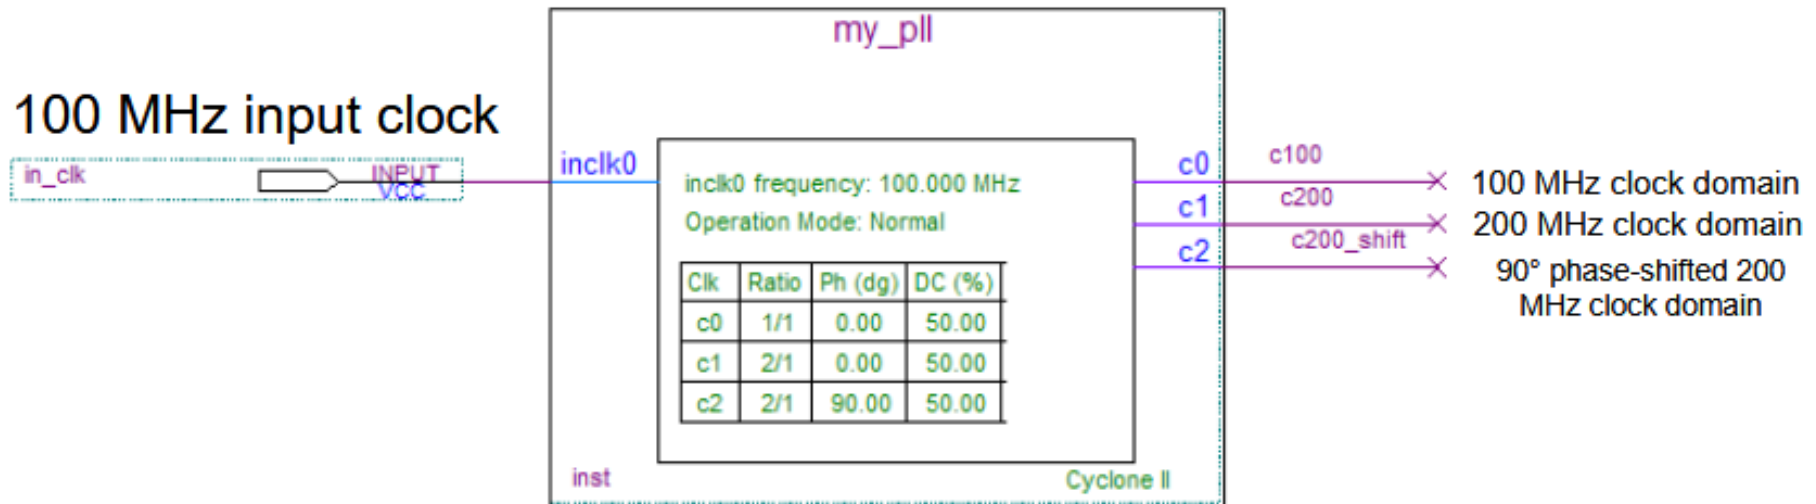 my_pll
100 MHz input clock
in_clk INPUT
VCC
inclk0
inclk0 frequency: 100.000 MHz
Operation Mode: Normal
Clk Ratio Ph (dg) DC (%)
c0 1/1 0.00 50.00
c1 2/1 0.00 50.00
c2 2/1 90.00 50.00
c0 c100 100 MHz clock domain
c1 c200 200 MHz clock domain
c2 c200_shift 90° phase-shifted 200
MHz clock domain
inst Cyclone II